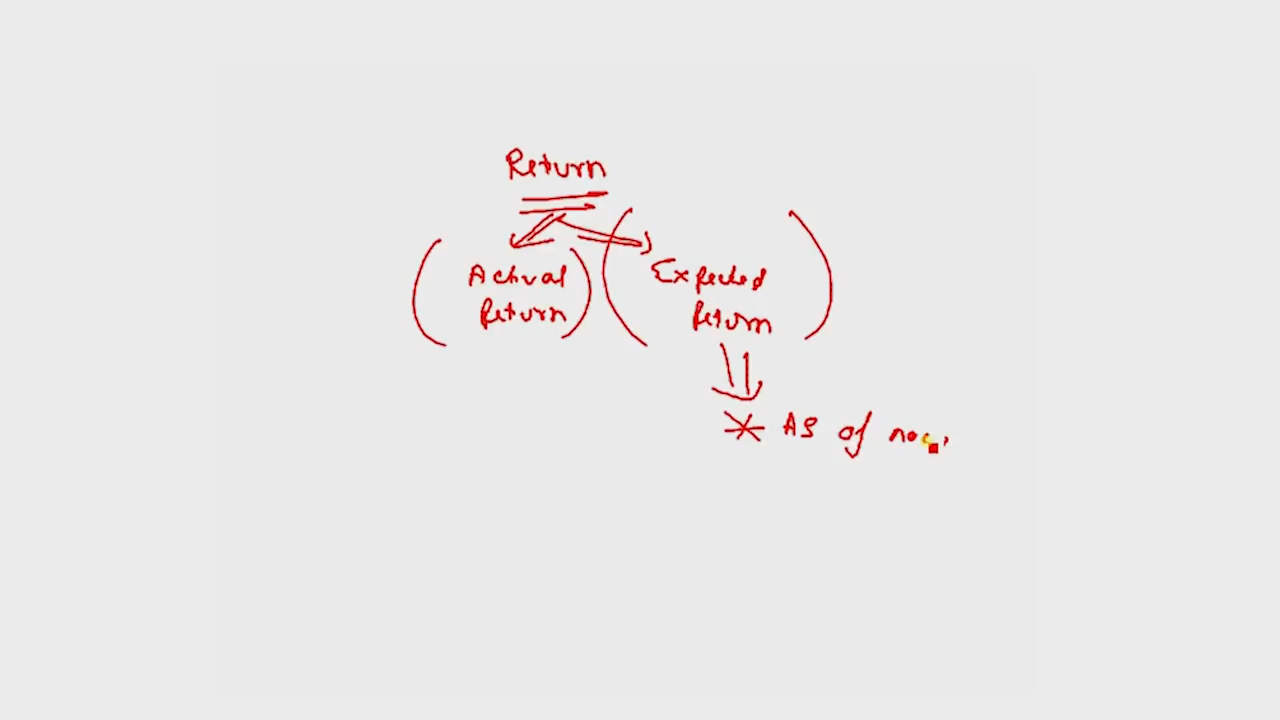 Return
Actual
Return
Expected
Return
* As of